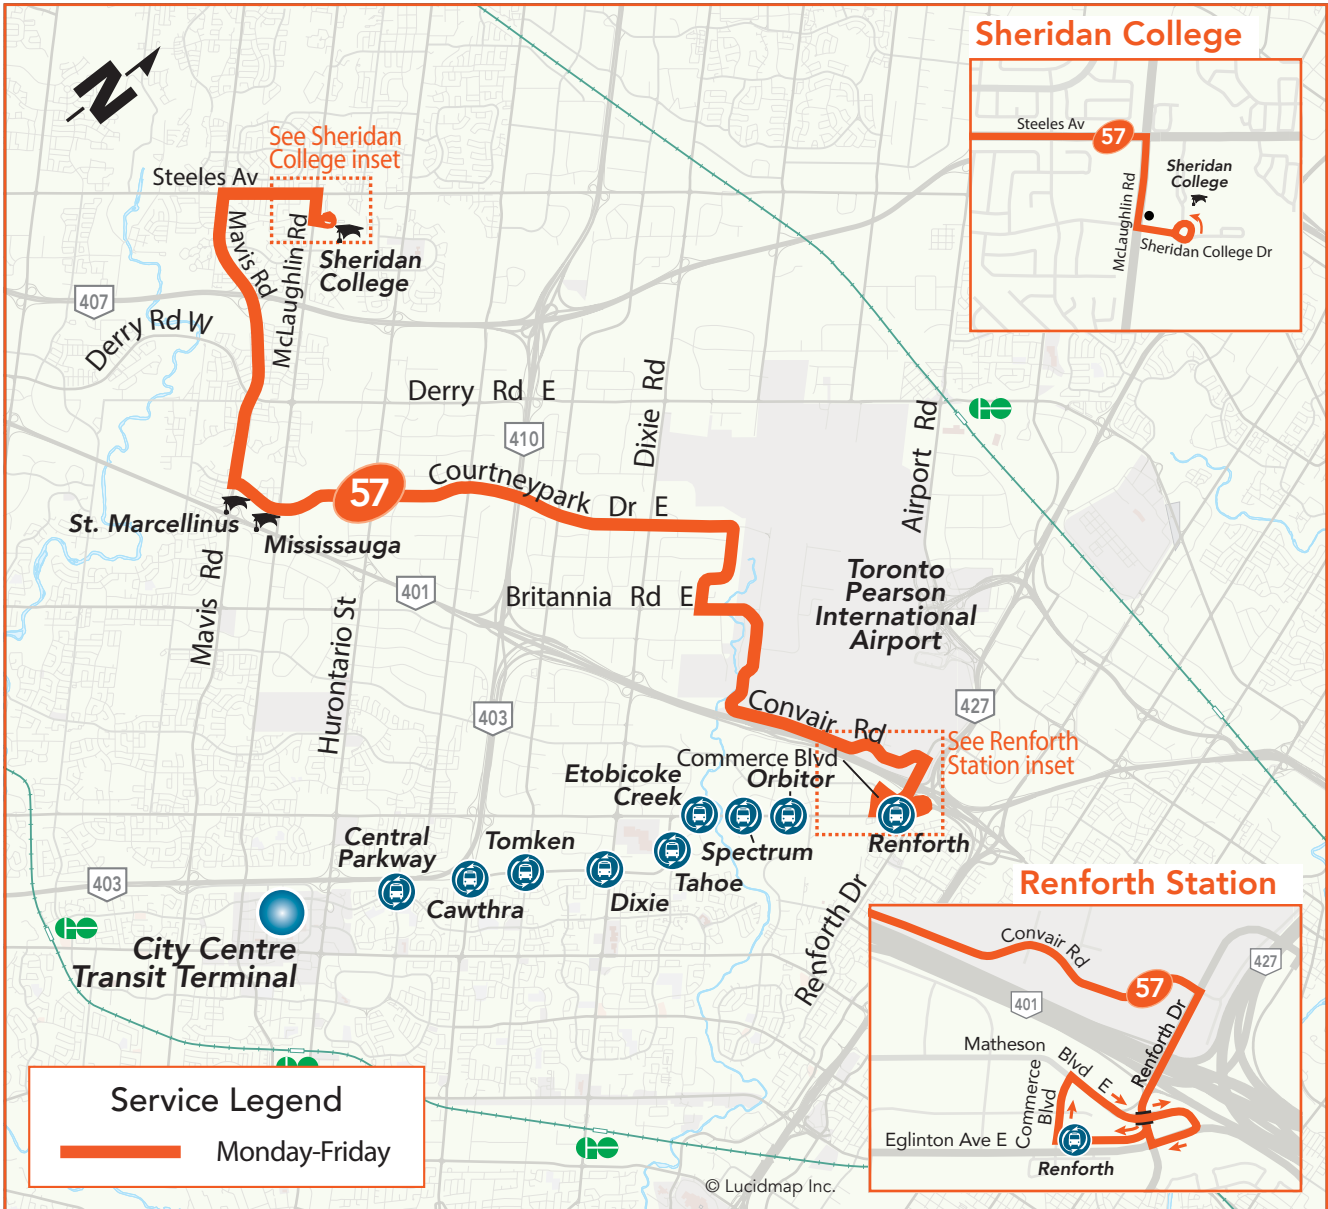 Sheridan College
N
See Sheridan
College inset
Steeles Av
Mavis Rd
McLaughlin Rd
Sheridan
College
Steeles Av
57
Sheridan
College
McLaughlin Rd
Sheridan College Dr
407
Derry Rd W
Derry Rd E
410
Dixie Rd
Airport Rd
GO
57
Courtneypark Dr E
St. Marcellinus
Mississauga
Mavis Rd
401
Hurontario St
Britannia Rd E
Toronto
Pearson
International
Airport
403
Convair Rd
427
See Renforth
Station inset
Commerce Blvd
Etobicoke
Creek
Orbitor
Spectrum
Renforth
Central
Parkway
Tomken
Tahoe
Cawthra
Dixie
403
GO
City Centre
Transit Terminal
Renforth Dr
Renforth Station
Convair Rd
57
427
401
Renforth Dr
Matheson Blvd E
Commerce
Blvd
Eglinton Ave E
Renforth
GO
GO
Service Legend
Monday-Friday
© Lucidmap Inc.